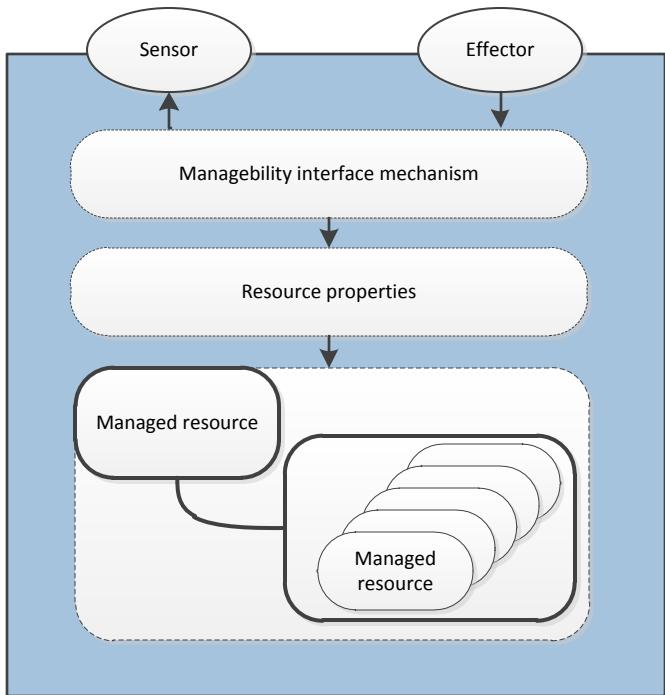 Sensor
Effector
Managebility interface mechanism
Resource properties
Managed resource
Managed
resource